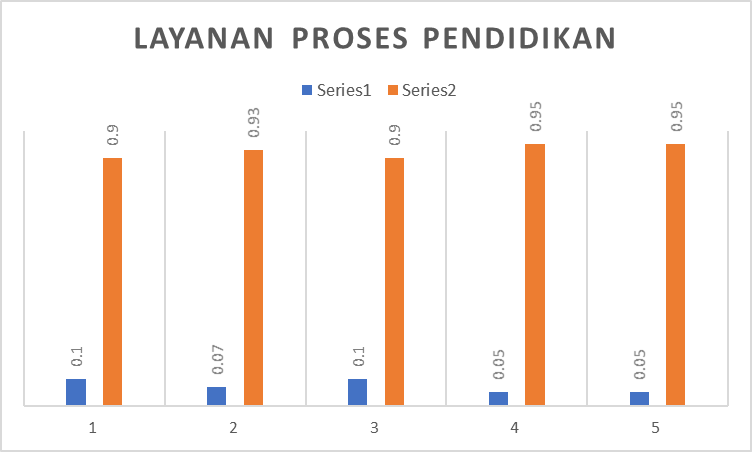 LAYANAN PROSES PENDIDIKAN
Series1 Series2
0.1 0.9 0.07 0.93 0.1 0.9 0.05 0.95 0.05 0.95
1 2 3 4 5